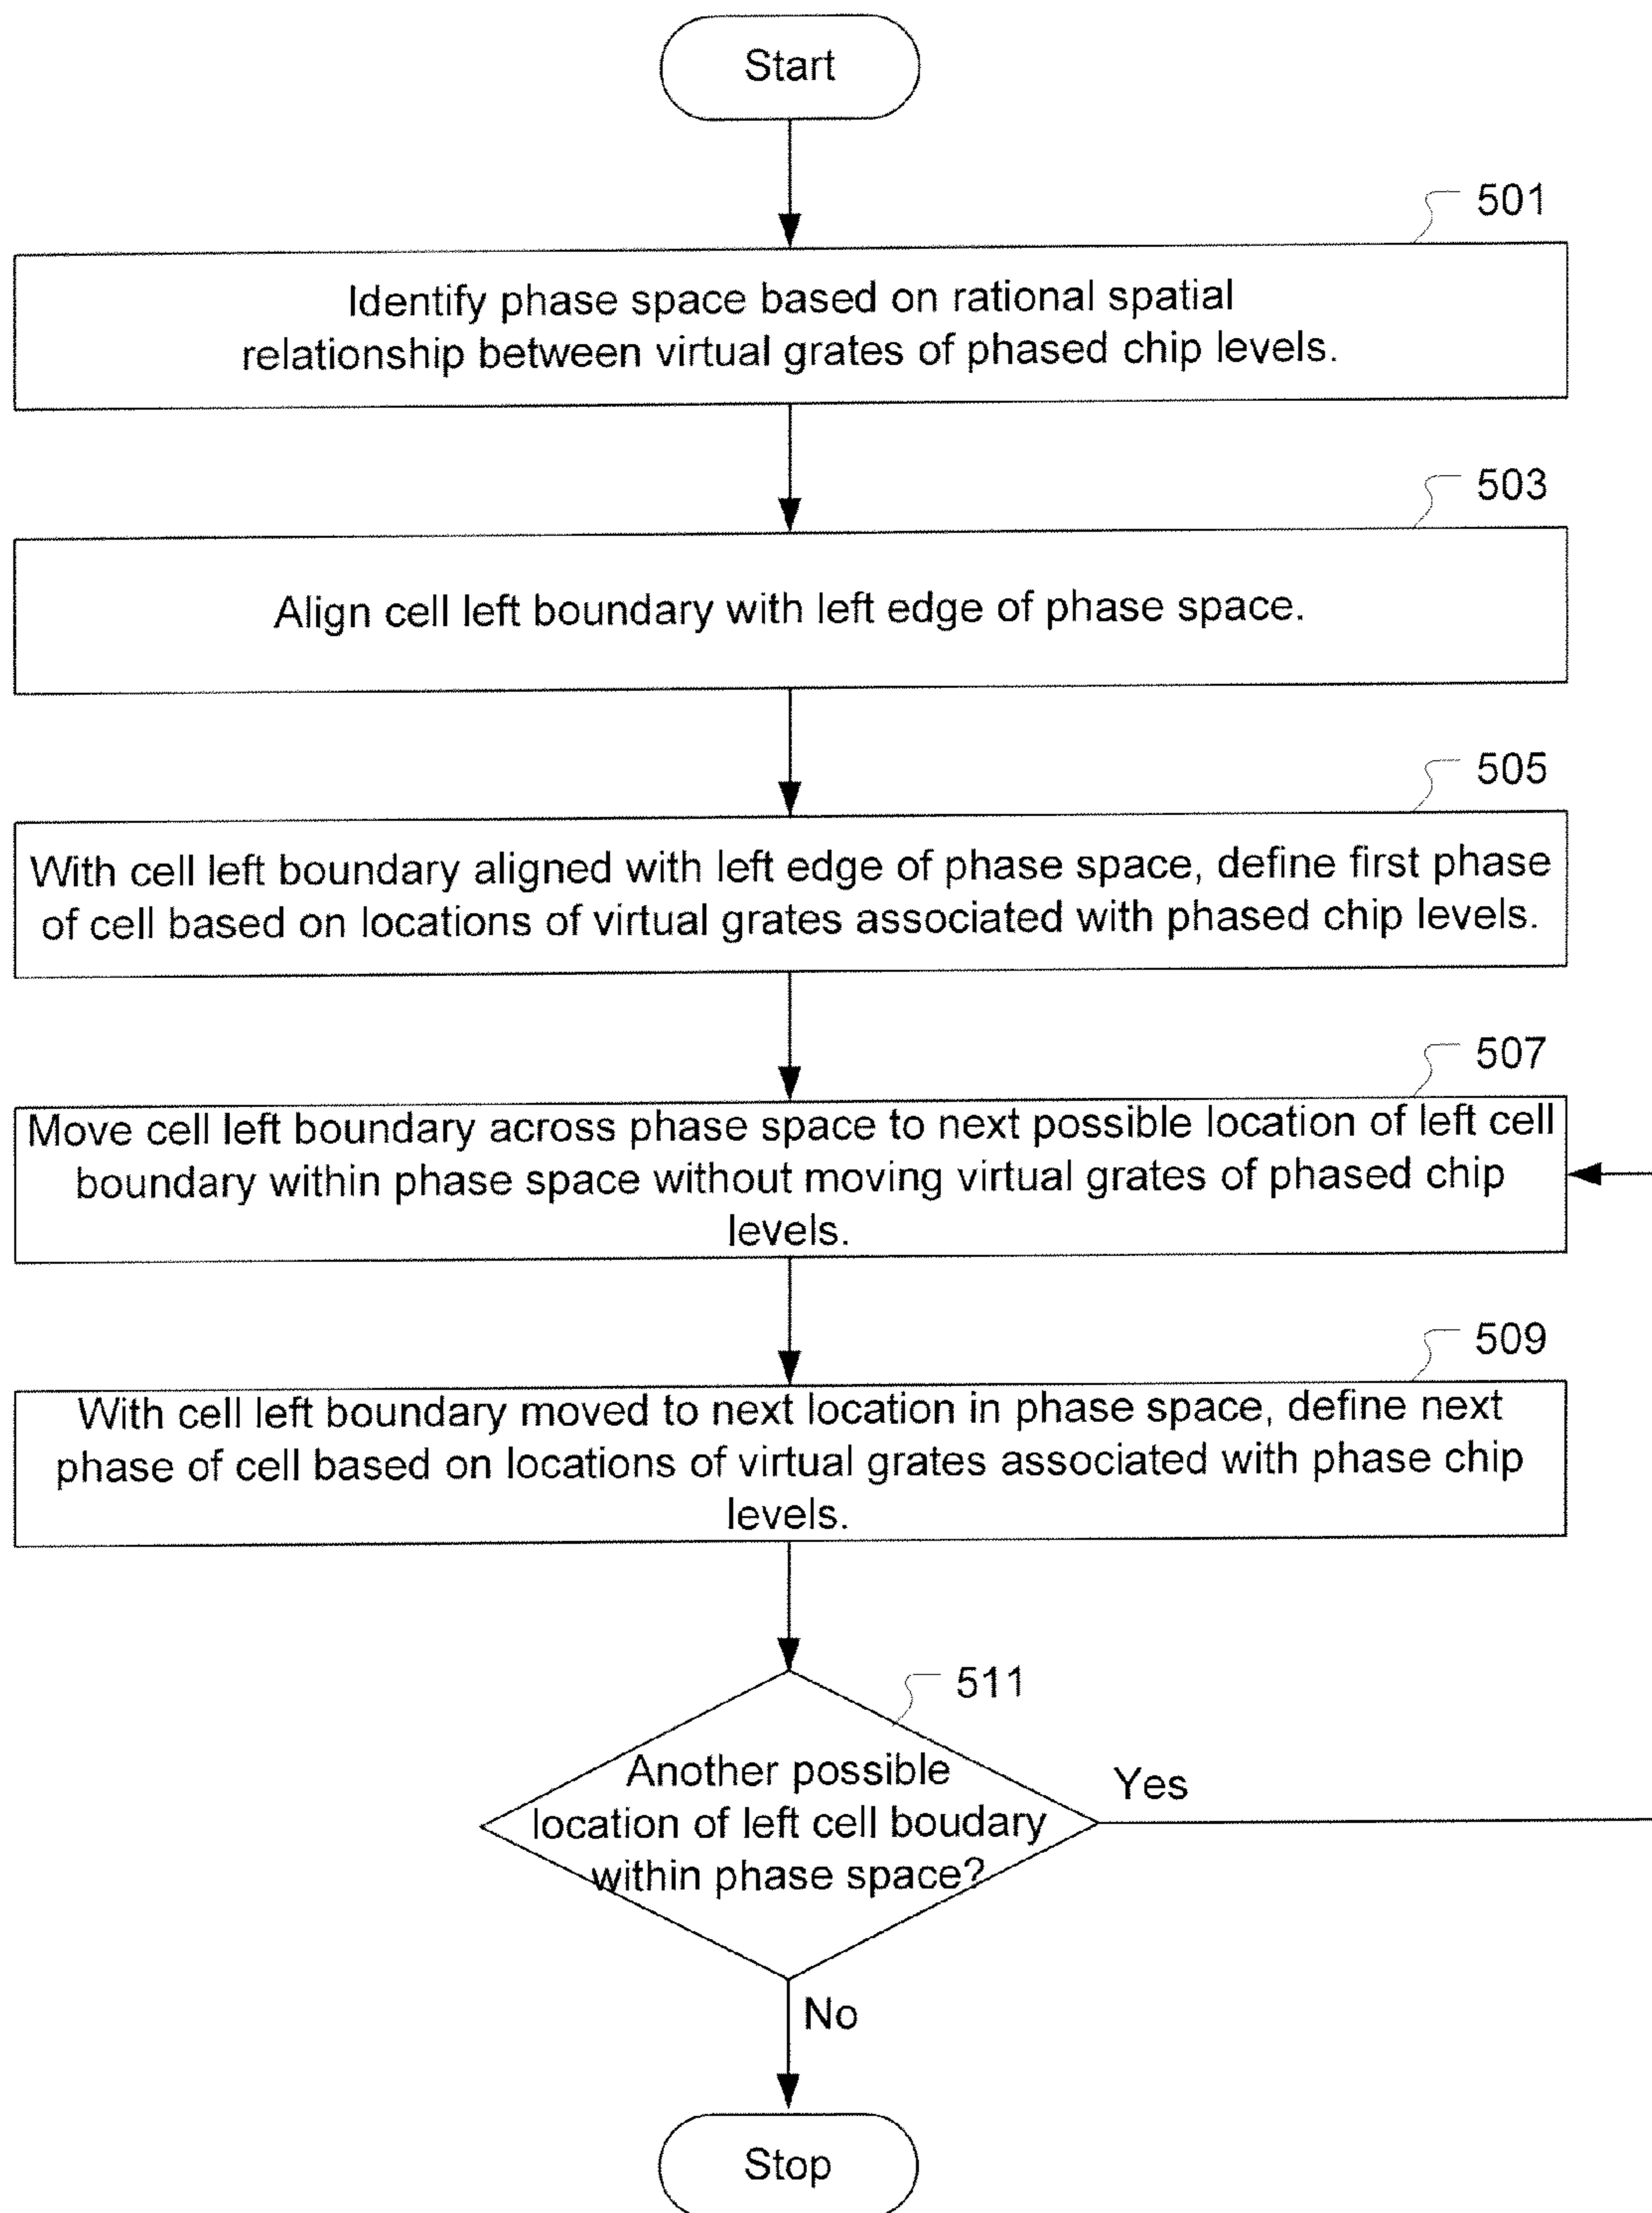 Start
501
Identify phase space based on rational spatial
relationship between virtual grates of phased chip levels.
503
Align cell left boundary with left edge of phase space.
505
With cell left boundary aligned with left edge of phase space, define first phase
of cell based on locations of virtual grates associated with phased chip levels.
507
Move cell left boundary across phase space to next possible location of left cell
boundary within phase space without moving virtual grates of phased chip
levels.
509
With cell left boundary moved to next location in phase space, define next
phase of cell based on locations of virtual grates associated with phase chip
levels.
511
Another possible
location of left cell boudary
within phase space?
Yes
No
Stop